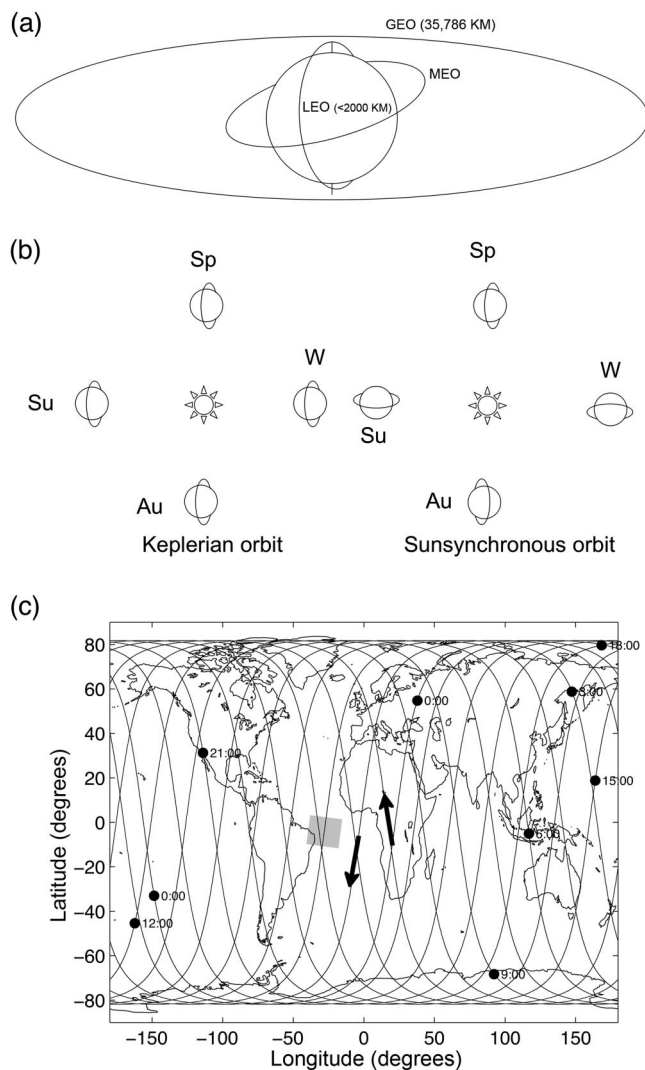 (a)
GEO (35,786 KM)
MEO
LEO (<2000 KM)
(b)
Sp
Sp
W
W
Su
Su
Au
Au
Keplerian orbit
Sunsynchronous orbit
(c)
80
60
40
20
0
−20
−40
−60
−80
18:00
3:00
0:00
21:00
15:00
6:00
0:00
12:00
9:00
−150
−100
−50
0
50
100
150
Latitude (degrees)
Longitude (degrees)